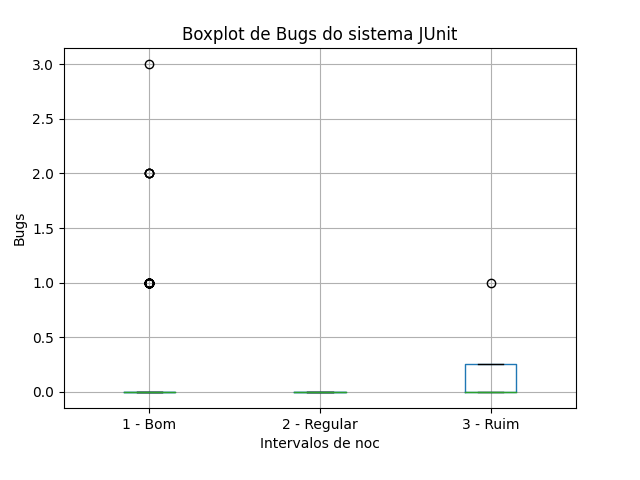 Boxplot de Bugs do sistema JUnit
3.0
2.5
2.0
1.5
1.0
0.5
0.0
Bugs
1 - Bom
2 - Regular
3 - Ruim
Intervalos de noc